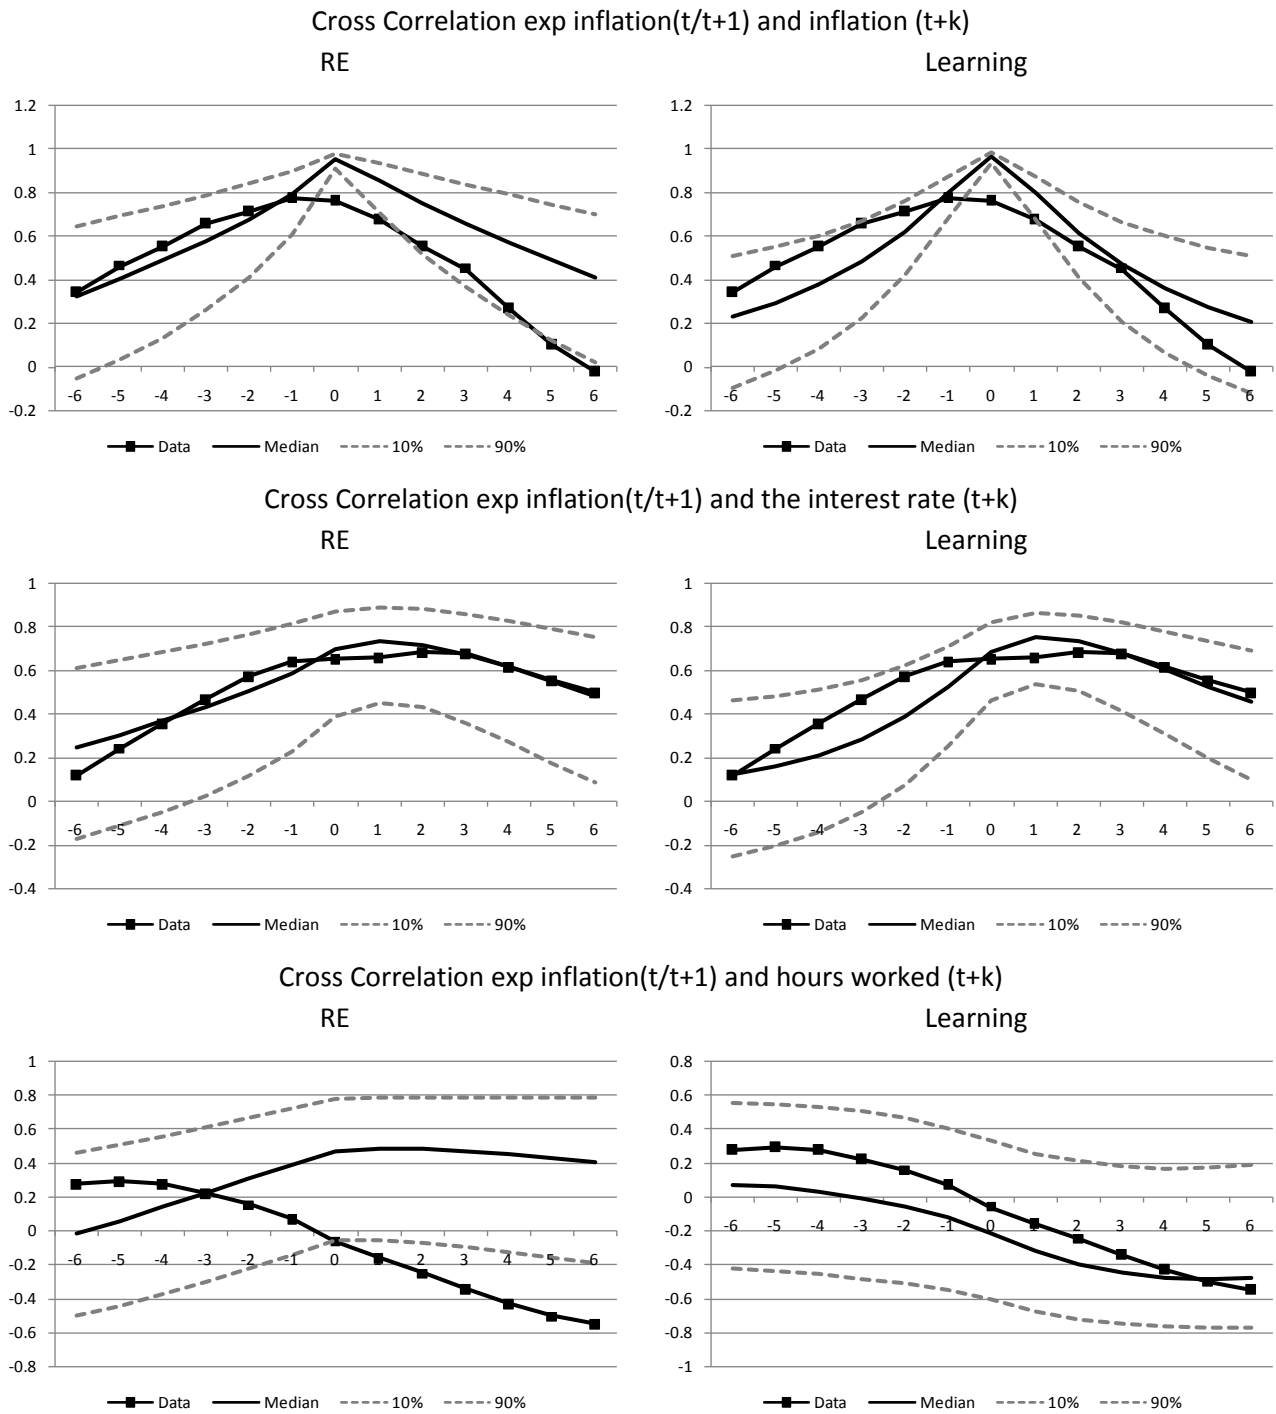 Cross Correlation exp inflation(t/t+1) and inflation (t+k)
RE
Learning
1.2
1
0.8
0.6
0.4
0.2
0
-0.2
-6 -5 -4 -3 -2 -1 0 1 2 3 4 5 6
Data Median 10% 90%
1.2
1
0.8
0.6
0.4
0.2
0
-0.2
-6 -5 -4 -3 -2 -1 0 1 2 3 4 5 6
Data Median 10% 90%
Cross Correlation exp inflation(t/t+1) and the interest rate (t+k)
RE
Learning
1
0.8
0.6
0.4
0.2
0
-0.2
-0.4
-6 -5 -4 -3 -2 -1 0 1 2 3 4 5 6
Data Median 10% 90%
1
0.8
0.6
0.4
0.2
0
-0.2
-0.4
-6 -5 -4 -3 -2 -1 0 1 2 3 4 5 6
Data Median 10% 90%
Cross Correlation exp inflation(t/t+1) and hours worked (t+k)
RE
Learning
1
0.8
0.6
0.4
0.2
0
-0.2
-0.4
-0.6
-0.8
-6 -5 -4 -3 -2 -1 0 1 2 3 4 5 6
Data Median 10% 90%
0.8
0.6
0.4
0.2
0
-0.2
-0.4
-0.6
-0.8
-1
-6 -5 -4 -3 -2 -1 0 1 2 3 4 5 6
Data Median 10% 90%